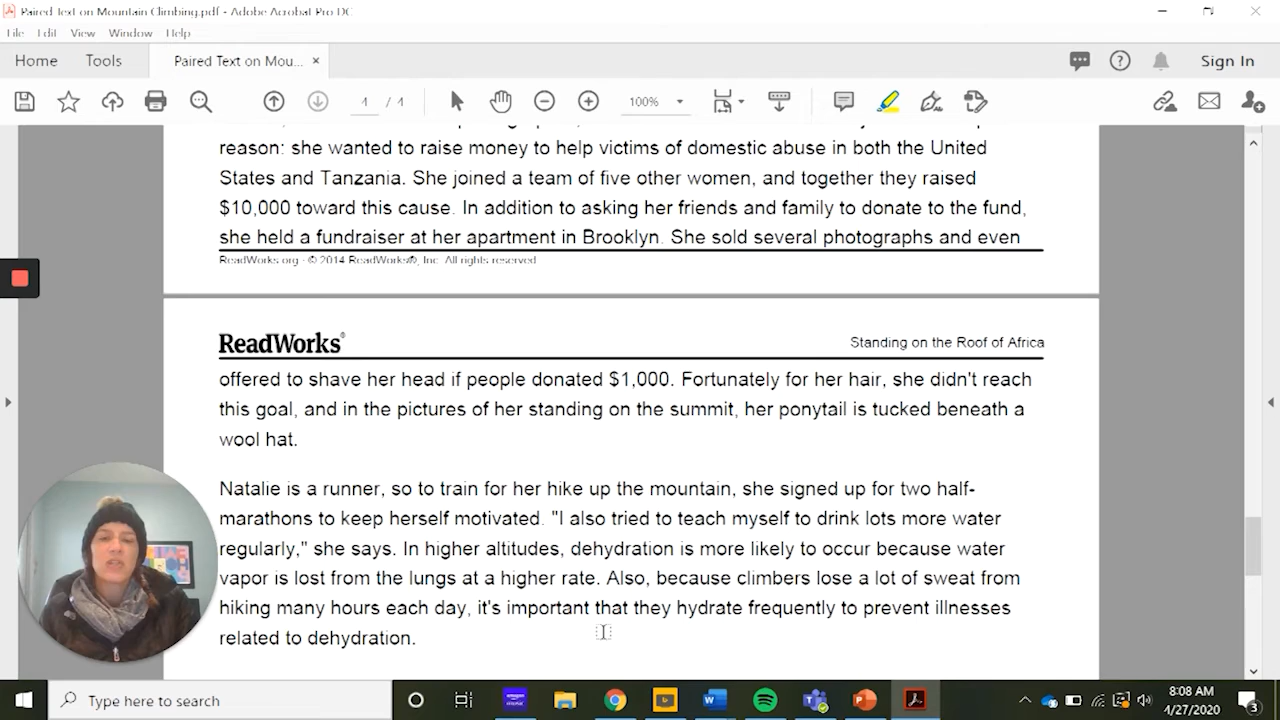 Paired Text on Mountain Climbing.pdf - Adobe Acrobat Pro DC
File Edit View Window Help
Home Tools Paired Text on Mou... × Sign In
4 / 4 100%
reason: she wanted to raise money to help victims of domestic abuse in both the United
States and Tanzania. She joined a team of five other women, and together they raised
$10,000 toward this cause. In addition to asking her friends and family to donate to the fund,
she held a fundraiser at her apartment in Brooklyn. She sold several photographs and even
ReadWorks.org · © 2014 ReadWorks®, Inc. All rights reserved.
ReadWorks® Standing on the Roof of Africa
offered to shave her head if people donated $1,000. Fortunately for her hair, she didn't reach
this goal, and in the pictures of her standing on the summit, her ponytail is tucked beneath a
wool hat.
Natalie is a runner, so to train for her hike up the mountain, she signed up for two half-
marathons to keep herself motivated. "I also tried to teach myself to drink lots more water
regularly," she says. In higher altitudes, dehydration is more likely to occur because water
vapor is lost from the lungs at a higher rate. Also, because climbers lose a lot of sweat from
hiking many hours each day, it's important that they hydrate frequently to prevent illnesses
related to dehydration.
Type here to search
8:08 AM
4/27/2020
3